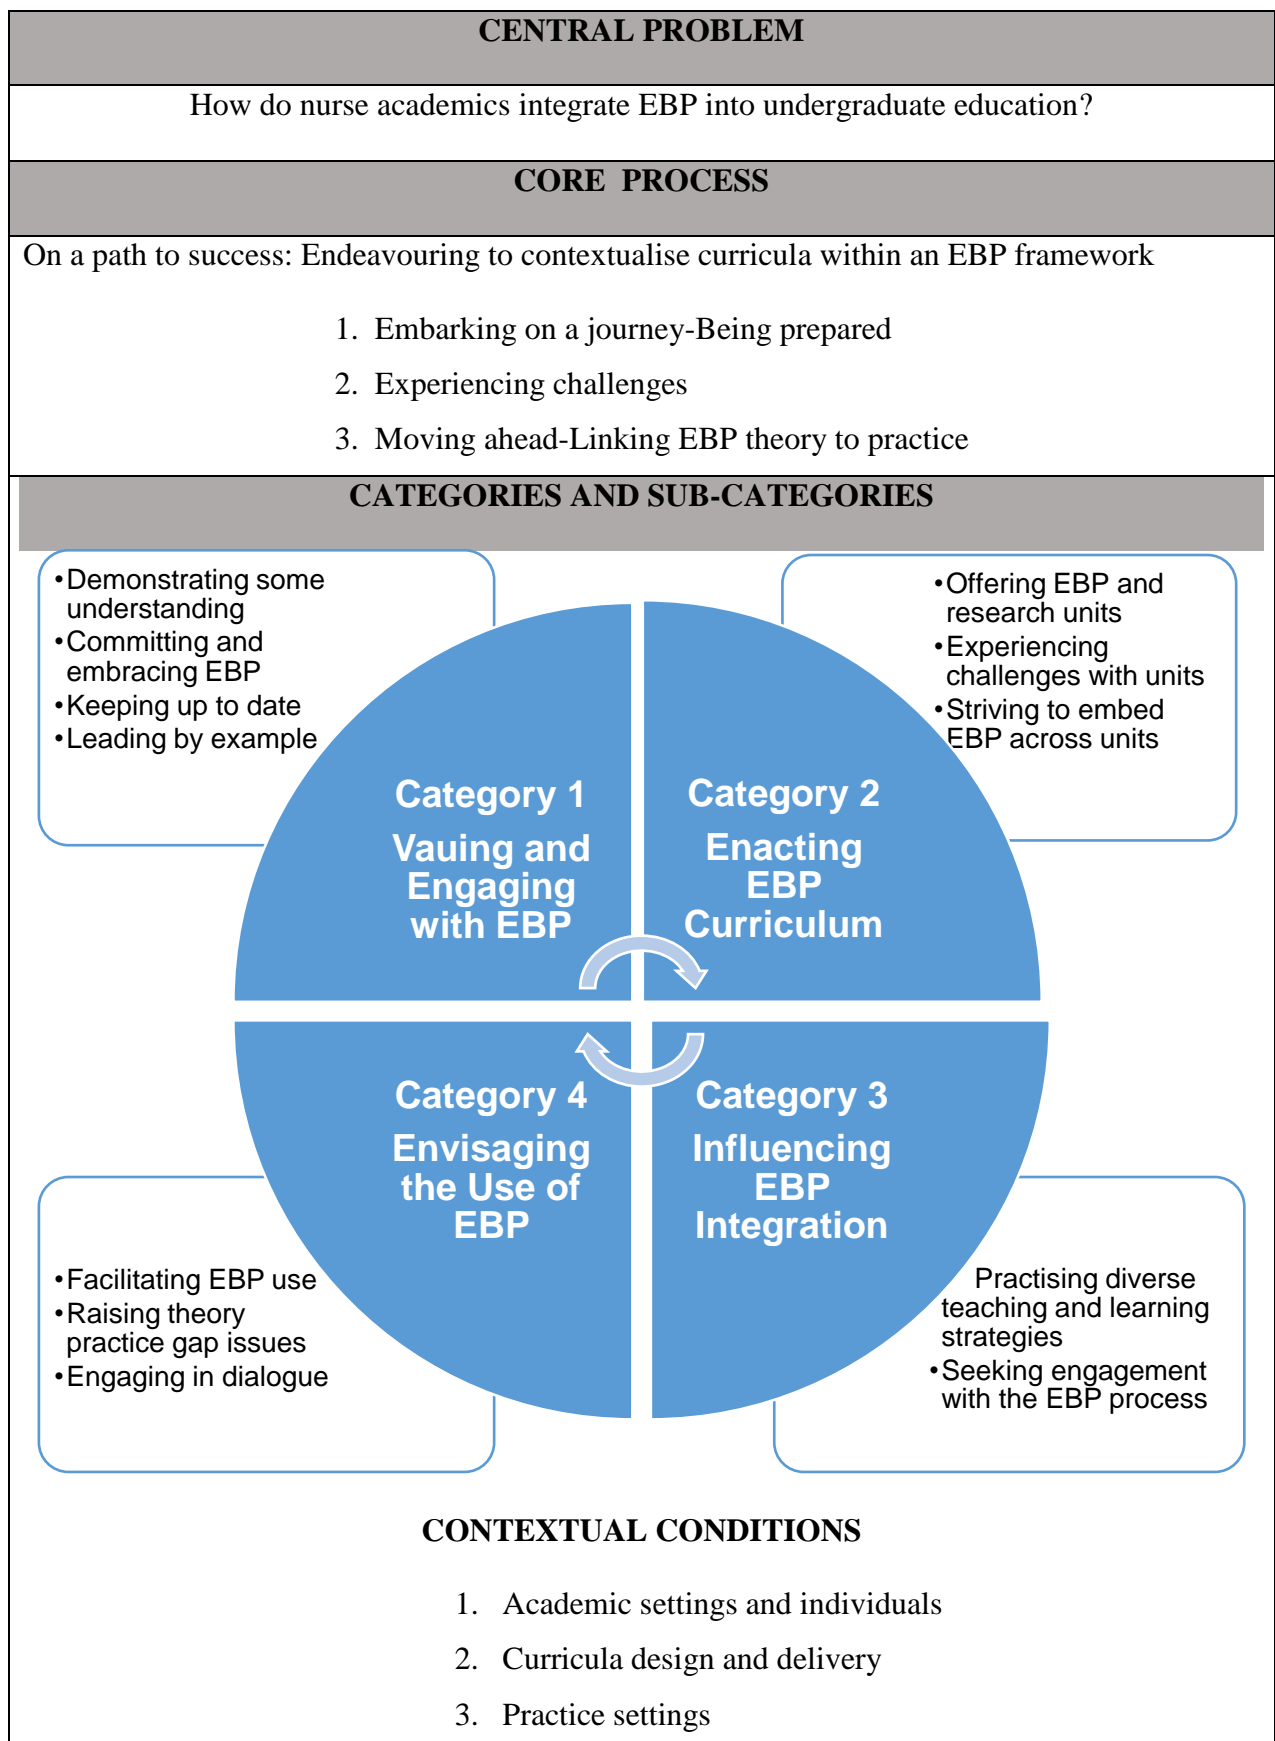 CENTRAL PROBLEM
How do nurse academics integrate EBP into undergraduate education?
CORE PROCESS
On a path to success: Endeavouring to contextualise curricula within an EBP framework
1. Embarking on a journey-Being prepared
2. Experiencing challenges
3. Moving ahead-Linking EBP theory to practice
CATEGORIES AND SUB-CATEGORIES
•Demonstrating some
understanding
•Committing and
embracing EBP
•Keeping up to date
•Leading by example
•Offering EBP and
research units
•Experiencing
challenges with units
•Striving to embed
EBP across units
Category 1
Vauing and
Engaging
with EBP
Category 2
Enacting
EBP
Curriculum
Category 4
Envisaging
the Use of
EBP
Category 3
Influencing
EBP
Integration
•Facilitating EBP use
•Raising theory
practice gap issues
•Engaging in dialogue
Practising diverse
teaching and learning
strategies
•Seeking engagement
with the EBP process
CONTEXTUAL CONDITIONS
1. Academic settings and individuals
2. Curricula design and delivery
3. Practice settings